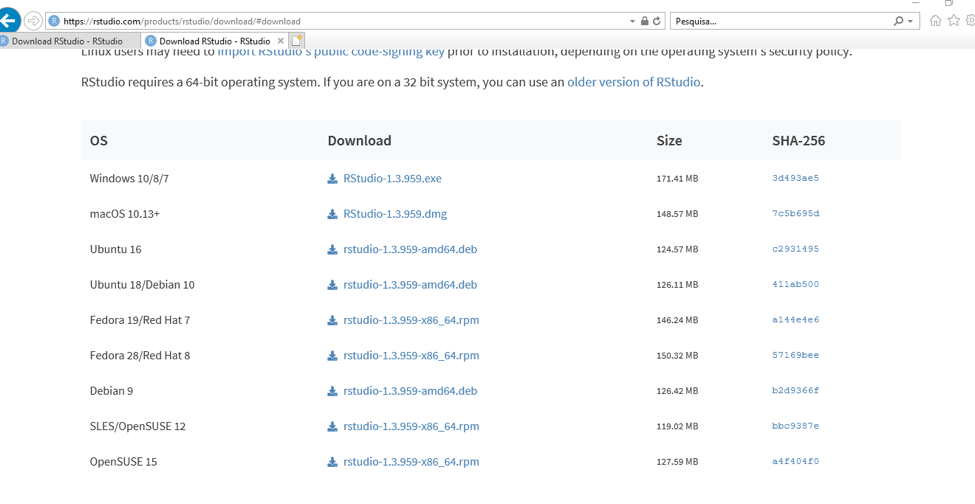 https://rstudio.com/products/rstudio/download/#download
Pesquisa...
Download RStudio - RStudio
Download RStudio - RStudio
Linux users may need to import RStudio's public code-signing key prior to installation, depending on the operating system's security policy.
RStudio requires a 64-bit operating system. If you are on a 32 bit system, you can use an older version of RStudio.
OS Download Size SHA-256
Windows 10/8/7 RStudio-1.3.959.exe 171.41 MB 3d493ae5
macOS 10.13+ RStudio-1.3.959.dmg 148.57 MB 7c5b695d
Ubuntu 16 rstudio-1.3.959-amd64.deb 124.57 MB c2931495
Ubuntu 18/Debian 10 rstudio-1.3.959-amd64.deb 126.11 MB 411ab500
Fedora 19/Red Hat 7 rstudio-1.3.959-x86_64.rpm 146.24 MB a144e4e6
Fedora 28/Red Hat 8 rstudio-1.3.959-x86_64.rpm 150.32 MB 57169bee
Debian 9 rstudio-1.3.959-amd64.deb 126.42 MB b2d9366f
SLES/OpenSUSE 12 rstudio-1.3.959-x86_64.rpm 119.02 MB bbc9387e
OpenSUSE 15 rstudio-1.3.959-x86_64.rpm 127.59 MB a4f404f0